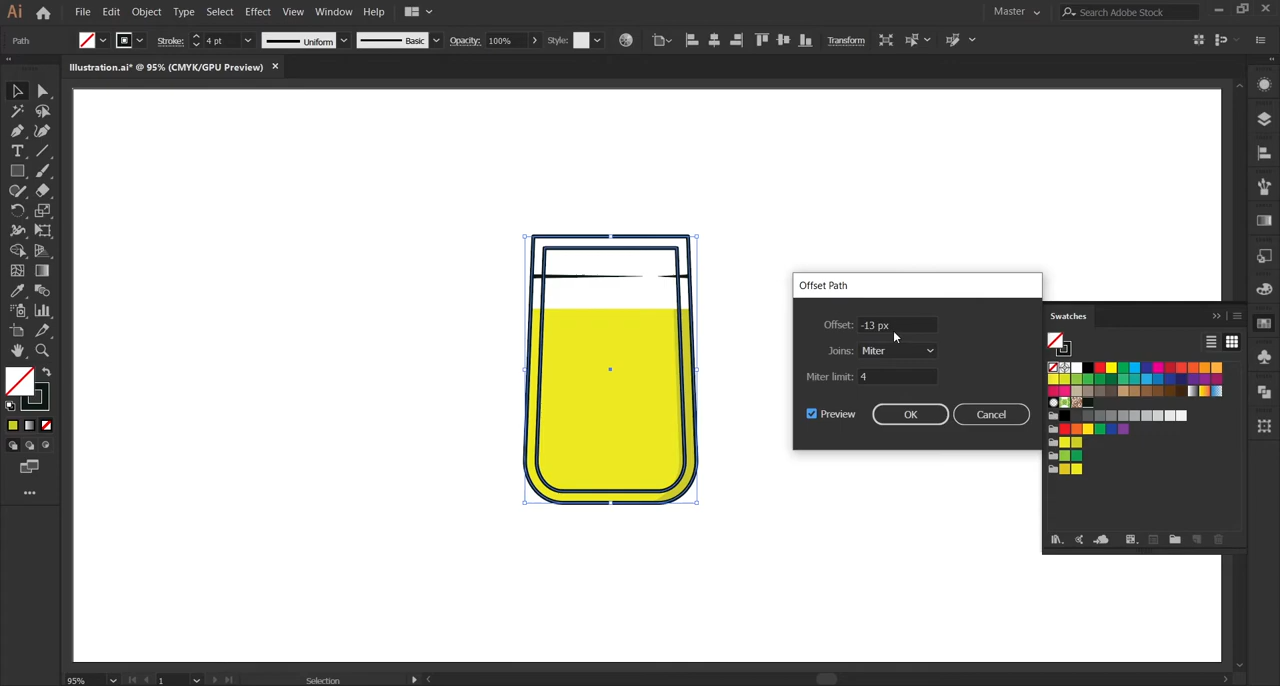 Ai File Edit Object Type Select Effect View Window Help Master Search Adobe Stock
Path Stroke: 4 pt Uniform Basic Opacity: 100% Style: Transform
Illustration.ai* @ 95% (CMYK/GPU Preview)
Offset Path
Offset: -13 px
Joins: Miter
Miter limit: 4
Preview OK Cancel
Swatches
95% 1 Selection